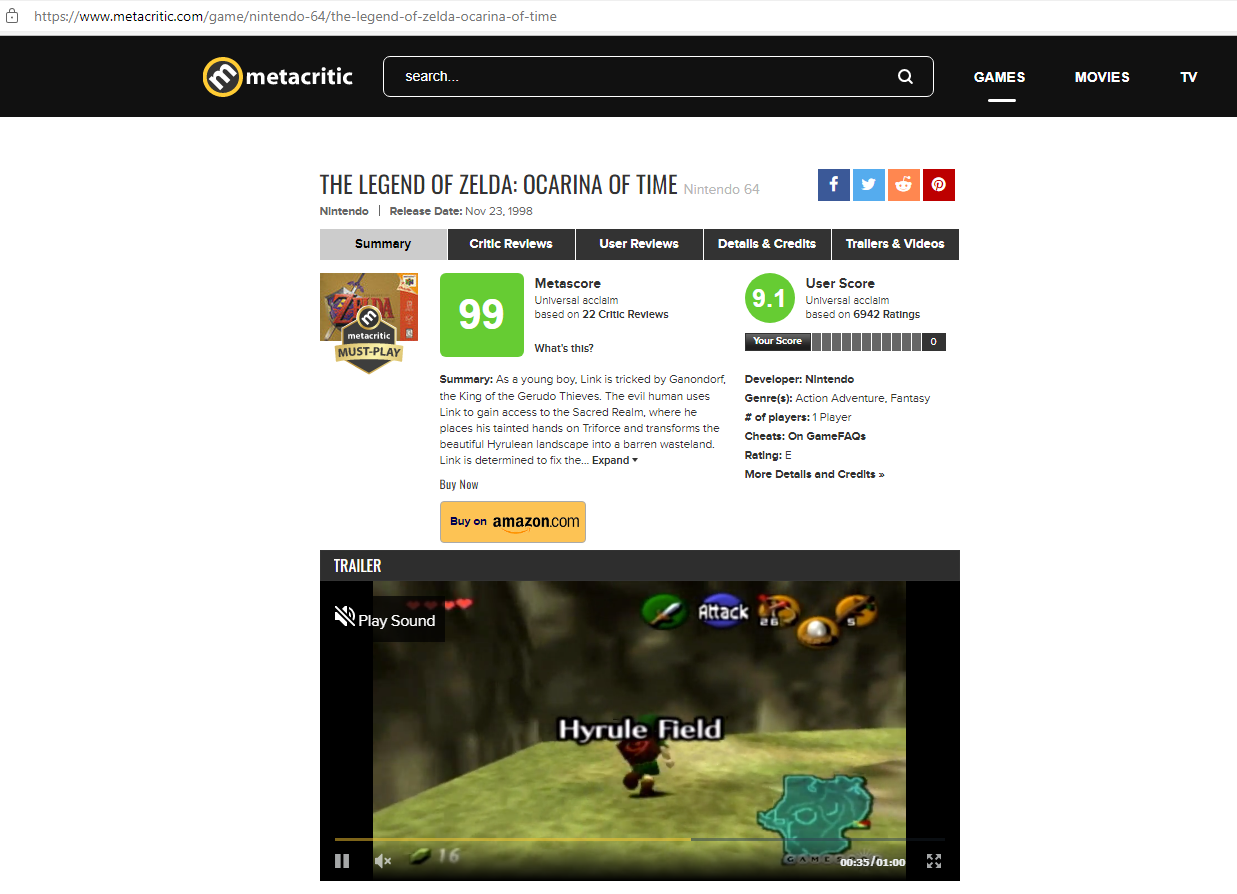 https://www.metacritic.com/game/nintendo-64/the-legend-of-zelda-ocarina-of-time
metacritic
search...
GAMES
MOVIES
TV
THE LEGEND OF ZELDA: OCARINA OF TIME Nintendo 64
Nintendo | Release Date: Nov 23, 1998
Summary
Critic Reviews
User Reviews
Details & Credits
Trailers & Videos
ZELDA
metacritic
MUST-PLAY
99
Metascore
Universal acclaim
based on 22 Critic Reviews
What's this?
9.1
User Score
Universal acclaim
based on 6942 Ratings
Your Score
0
Summary: As a young boy, Link is tricked by Ganondorf,
the King of the Gerudo Thieves. The evil human uses
Link to gain access to the Sacred Realm, where he
places his tainted hands on Triforce and transforms the
beautiful Hyrulean landscape into a barren wasteland.
Link is determined to fix the... Expand
Developer: Nintendo
Genre(s): Action Adventure, Fantasy
# of players: 1 Player
Cheats: On GameFAQs
Rating: E
More Details and Credits »
Buy Now
Buy on amazon.com
TRAILER
Play Sound
Attack
26
5
Hyrule Field
16
00:35/01:00